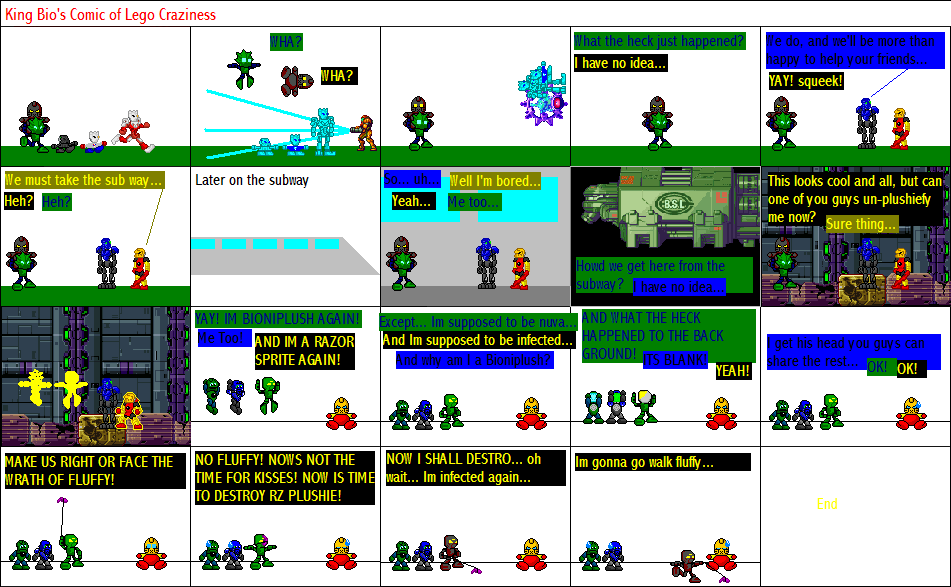 King Bio's Comic of Lego Craziness
WHA?
WHA?
What the heck just happened?
I have no idea...
We do, and we'll be more than
happy to help your friends...
YAY! squeek!
We must take the sub way...
Heh?
Heh?
Later on the subway
So... uh...
Well I'm bored...
Yeah...
Me too...
B.S.L
Howd we get here from the
subway?
I have no idea...
This looks cool and all, but can
one of you guys un-plushiefy
me now?
Sure thing...
YAY! IM BIONIPLUSH AGAIN!
Me Too!
AND IM A RAZOR
SPRITE AGAIN!
Except... Im supposed to be nuva...
And Im supposed to be infected...
And why am I a Bioniplush?
AND WHAT THE HECK
HAPPENED TO THE BACK
GROUND!
ITS BLANK!
YEAH!
I get his head you guys can
share the rest...
OK!
OK!
MAKE US RIGHT OR FACE THE
WRATH OF FLUFFY!
NO FLUFFY! NOWS NOT THE
TIME FOR KISSES! NOW IS TIME
TO DESTROY RZ PLUSHIE!
NOW I SHALL DESTRO... oh
wait... Im infected again...
Im gonna go walk fluffy...
End